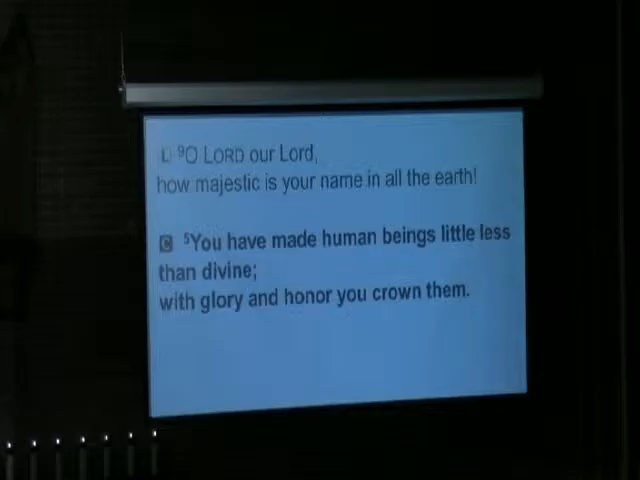 L 9O LORD our Lord,
how majestic is your name in all the earth!
C 5You have made human beings little less
than divine;
with glory and honor you crown them.